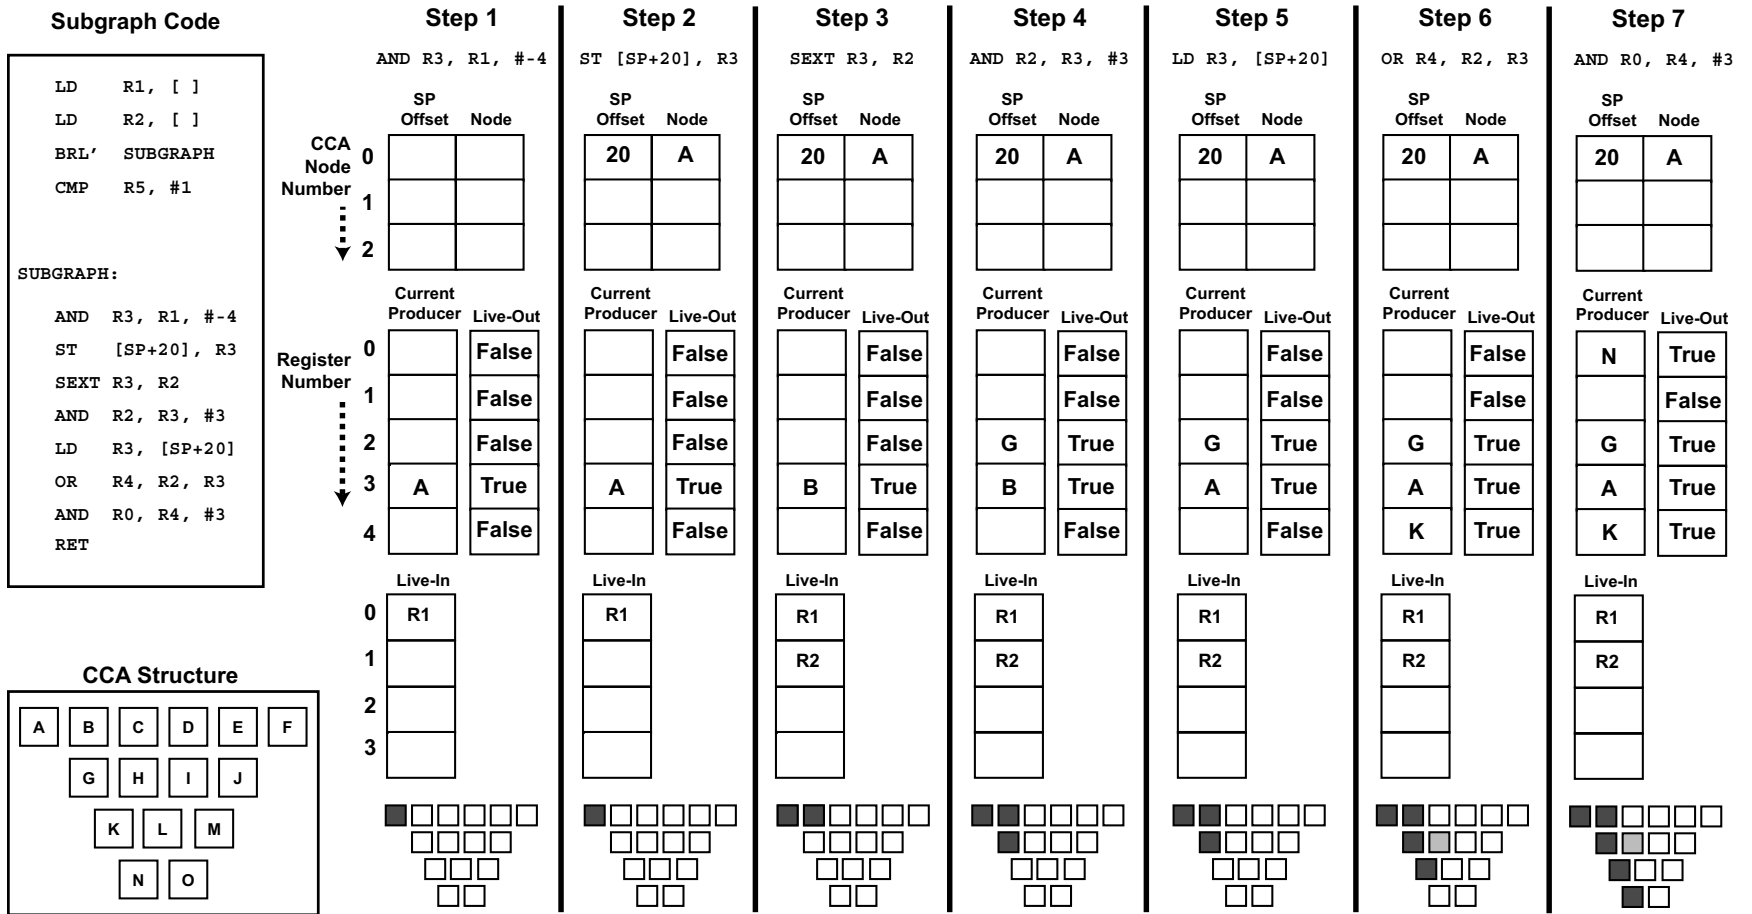 Subgraph Code
LD R1, [ ]
LD R2, [ ]
BRL' SUBGRAPH
CMP R5, #1
SUBGRAPH:
AND R3, R1, #-4
ST [SP+20], R3
SEXT R3, R2
AND R2, R3, #3
LD R3, [SP+20]
OR R4, R2, R3
AND R0, R4, #3
RET
CCA Structure
A B C D E F
G H I J
K L M
N O
CCA
Node
Number
0
1
2
Register
Number
0
1
2
3
4
0
1
2
3
Step 1
AND R3, R1, #-4
SP
Offset Node
Current
Producer Live-Out
False
False
False
A True
False
Live-In
R1
Step 2
ST [SP+20], R3
SP
Offset Node
20 A
Current
Producer Live-Out
False
False
False
A True
False
Live-In
R1
Step 3
SEXT R3, R2
SP
Offset Node
20 A
Current
Producer Live-Out
False
False
False
B True
False
Live-In
R1
R2
Step 4
AND R2, R3, #3
SP
Offset Node
20 A
Current
Producer Live-Out
False
False
G True
B True
False
Live-In
R1
R2
Step 5
LD R3, [SP+20]
SP
Offset Node
20 A
Current
Producer Live-Out
False
False
G True
A True
False
Live-In
R1
R2
Step 6
OR R4, R2, R3
SP
Offset Node
20 A
Current
Producer Live-Out
False
False
G True
A True
K True
Live-In
R1
R2
Step 7
AND R0, R4, #3
SP
Offset Node
20 A
Current
Producer Live-Out
N True
False
G True
A True
K True
Live-In
R1
R2